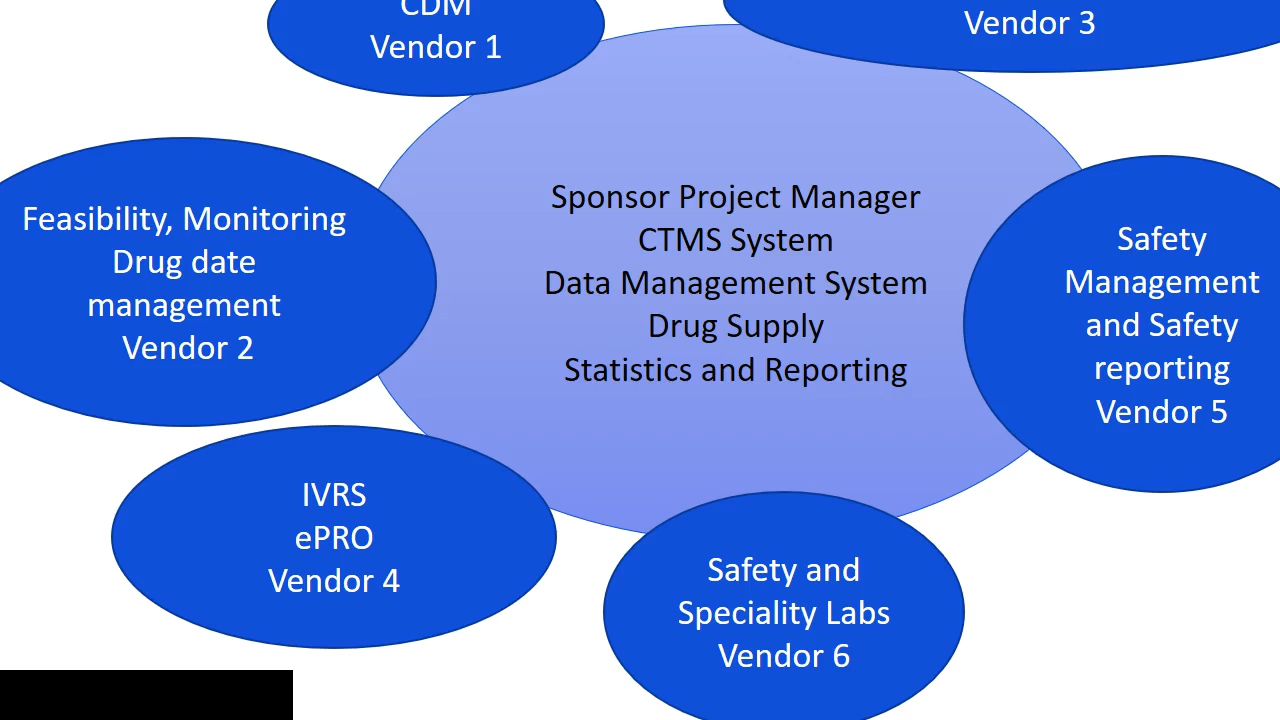 CDM
Vendor 1
Vendor 3
Feasibility, Monitoring
Drug date
management
Vendor 2
Sponsor Project Manager
CTMS System
Data Management System
Drug Supply
Statistics and Reporting
Safety
Management
and Safety
reporting
Vendor 5
IVRS
ePRO
Vendor 4
Safety and
Speciality Labs
Vendor 6